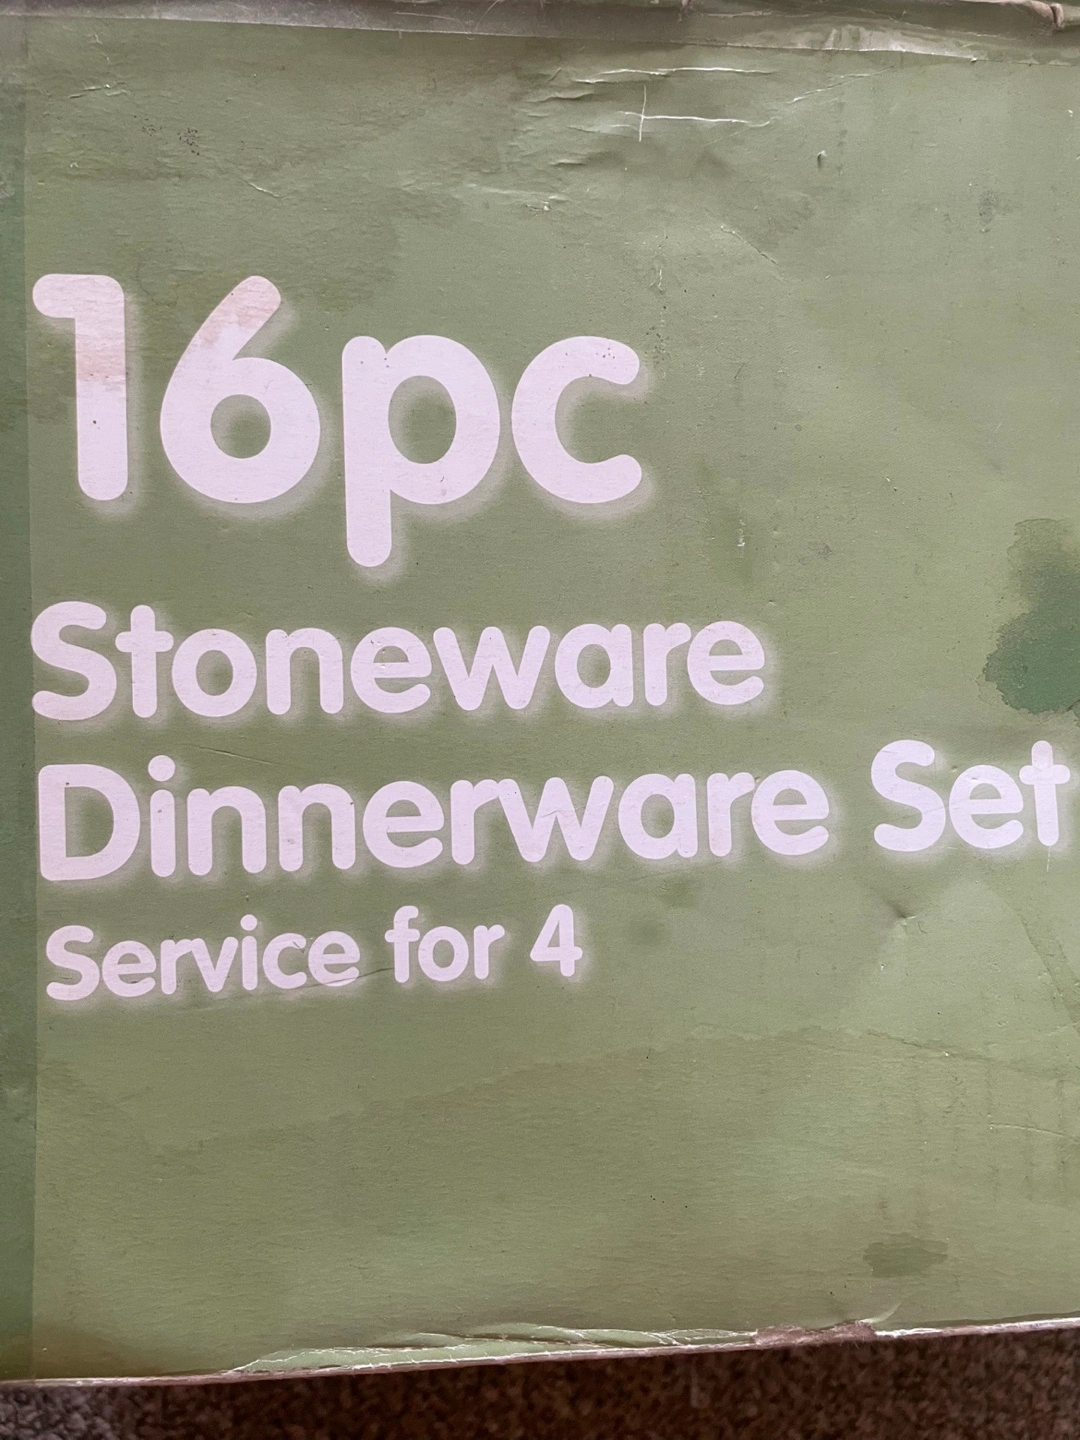 16pc
Stoneware
Dinnerware Set
Service for 4